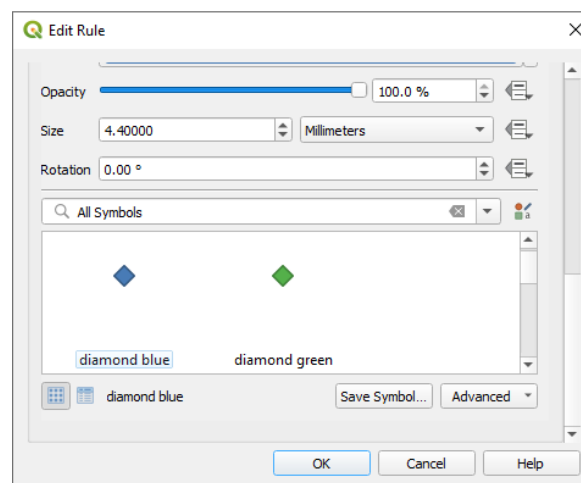 Edit Rule
Opacity 100.0 %
Size 4.40000 Millimeters
Rotation 0.00 °
All Symbols
diamond blue diamond green
diamond blue Save Symbol... Advanced
OK Cancel Help